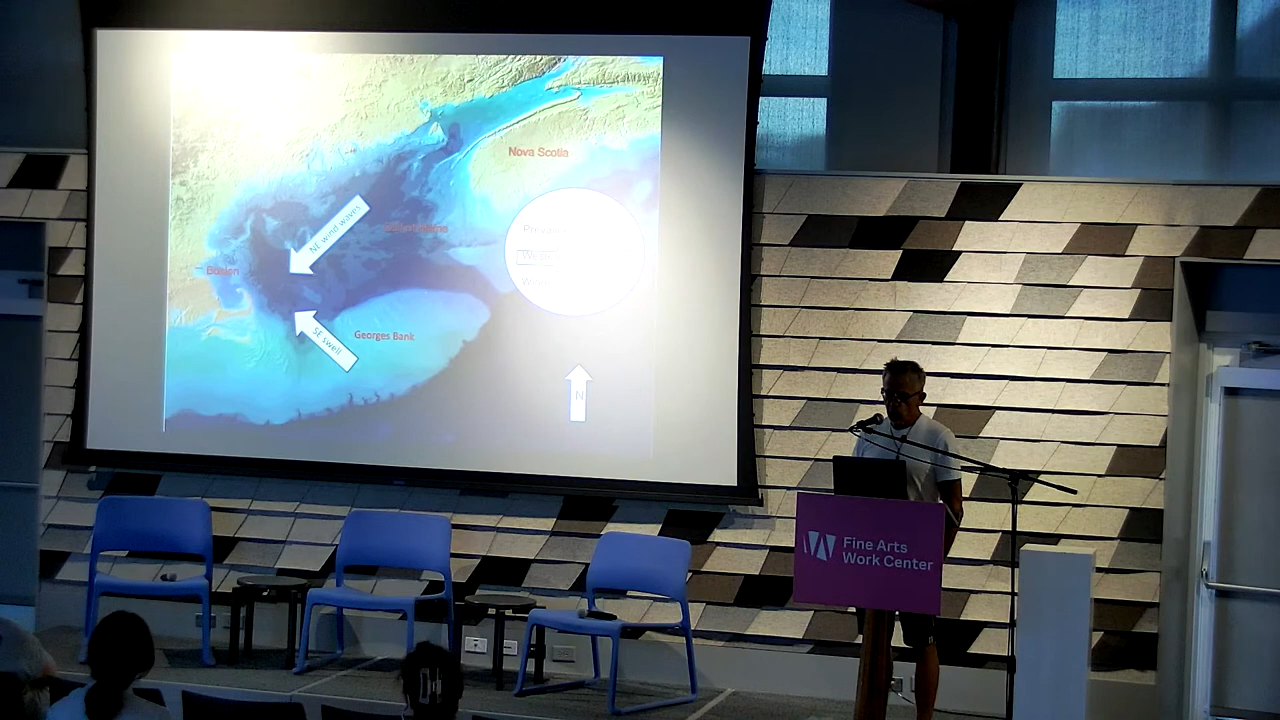 Nova Scotia
NE wind waves
Boston
SE swell
Georges Bank
N
Fine Arts
Work Center